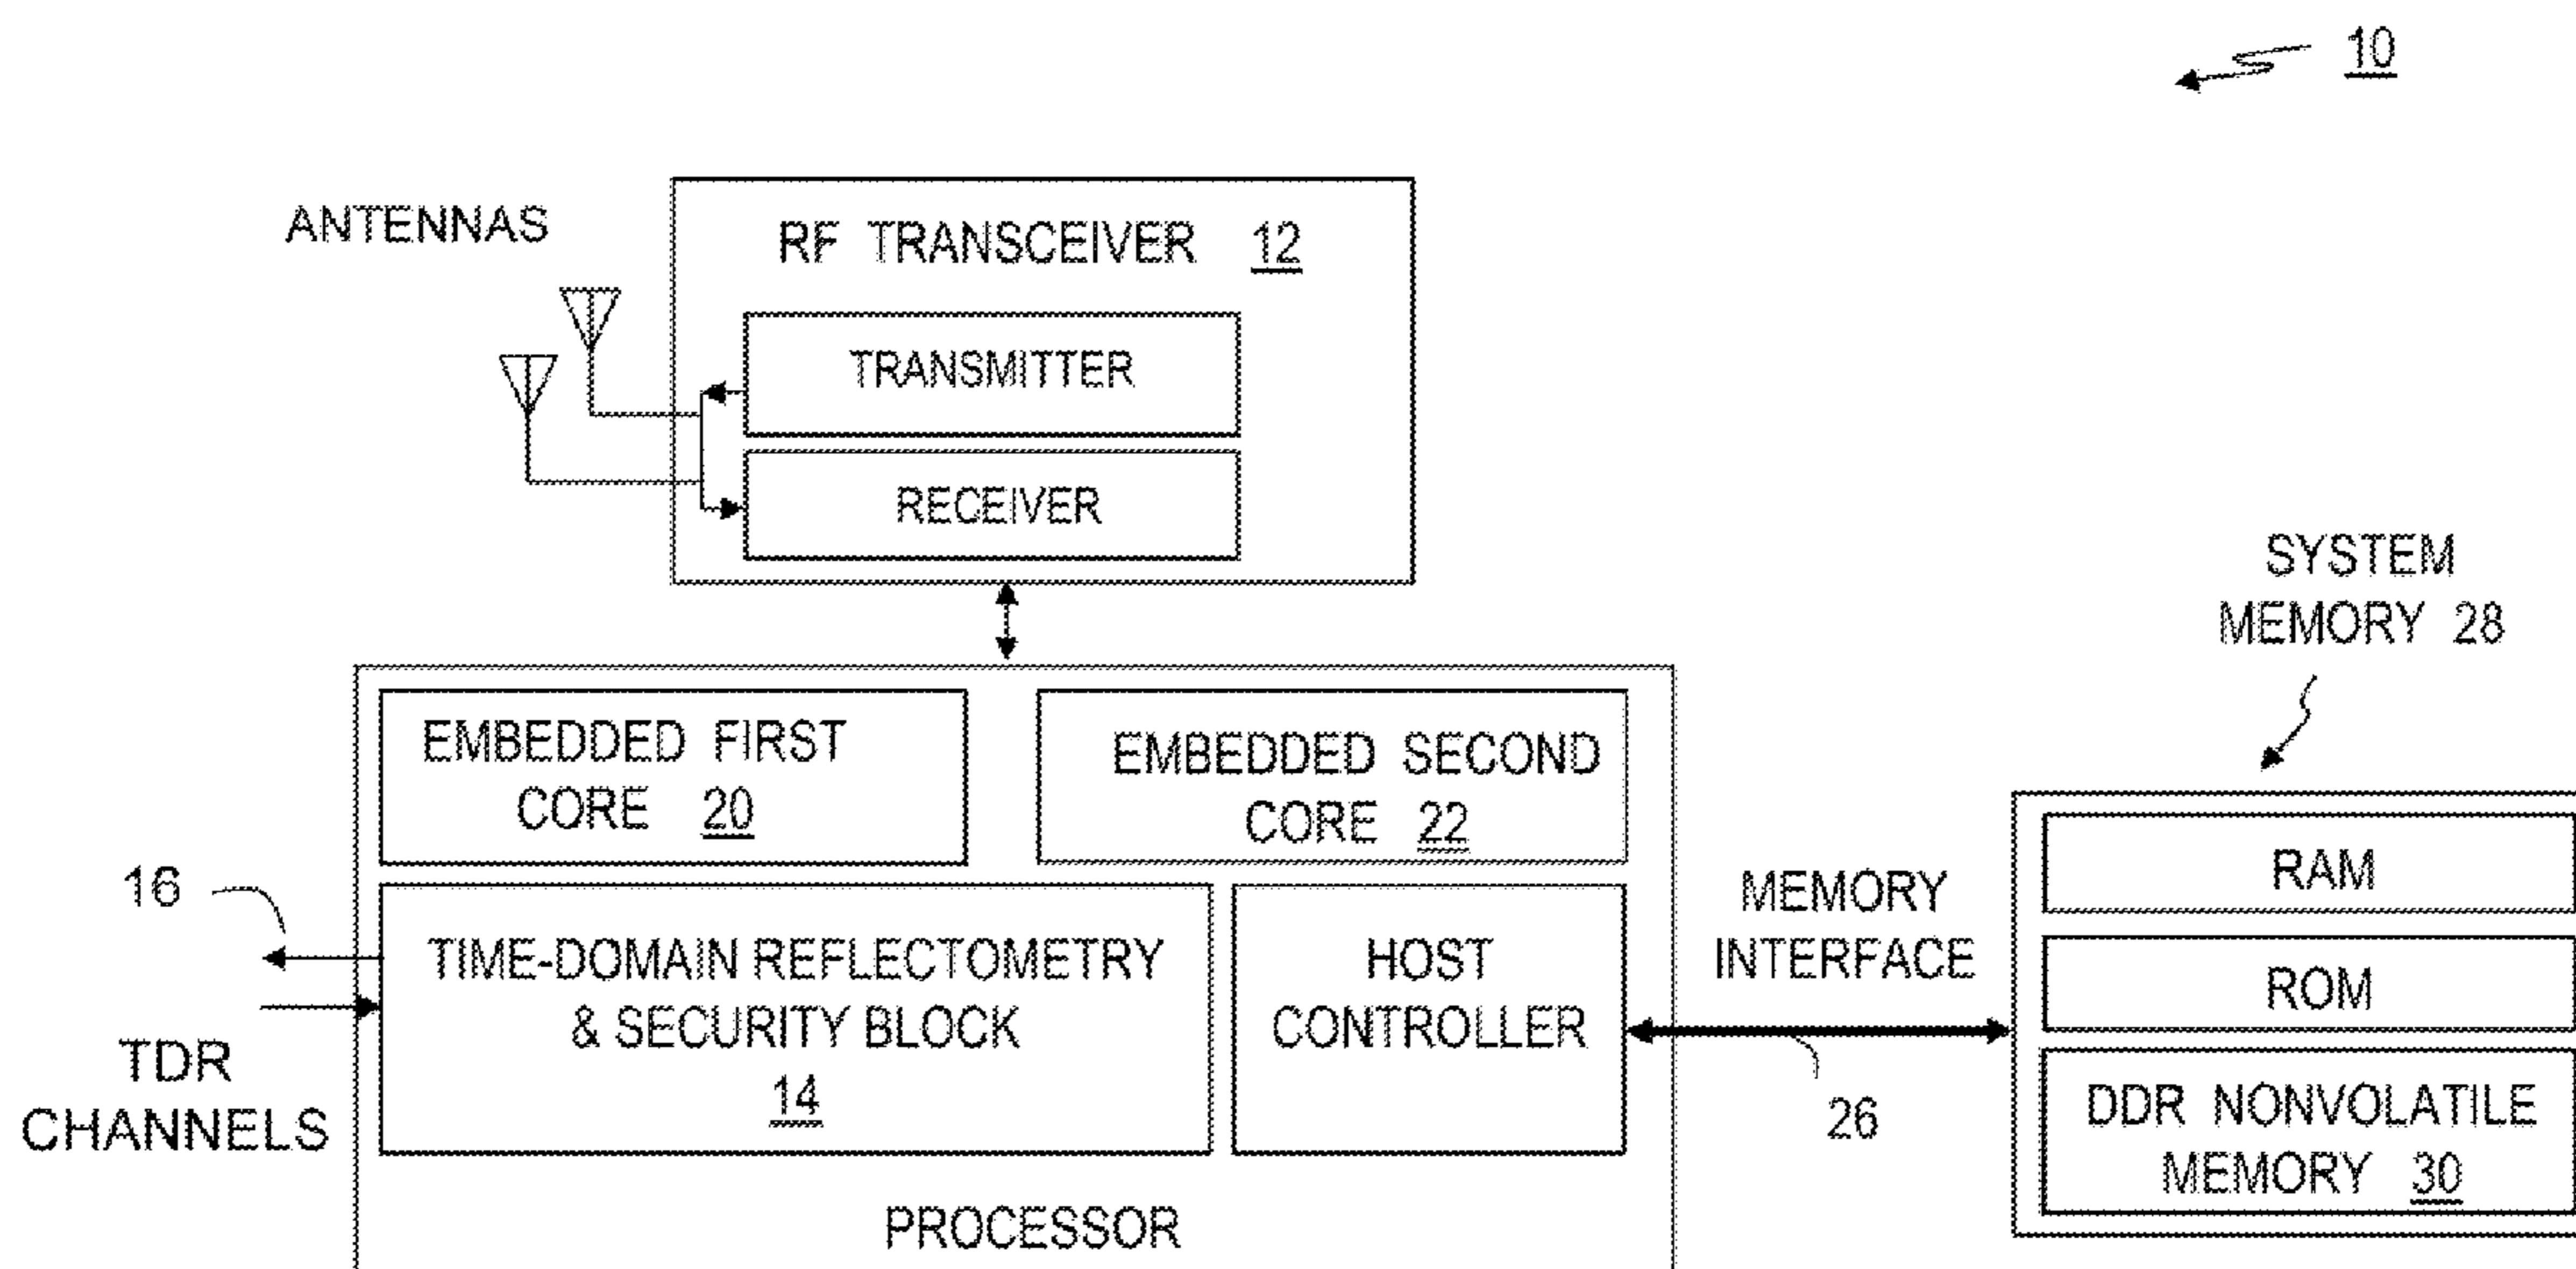 10
ANTENNAS
RF TRANSCEIVER 12
TRANSMITTER
RECEIVER
SYSTEM
MEMORY 28
EMBEDDED FIRST
CORE 20
EMBEDDED SECOND
CORE 22
16
TIME-DOMAIN REFLECTOMETRY
& SECURITY BLOCK
14
HOST
CONTROLLER
MEMORY
INTERFACE
26
RAM
ROM
DDR NONVOLATILE
MEMORY 30
TDR
CHANNELS
PROCESSOR